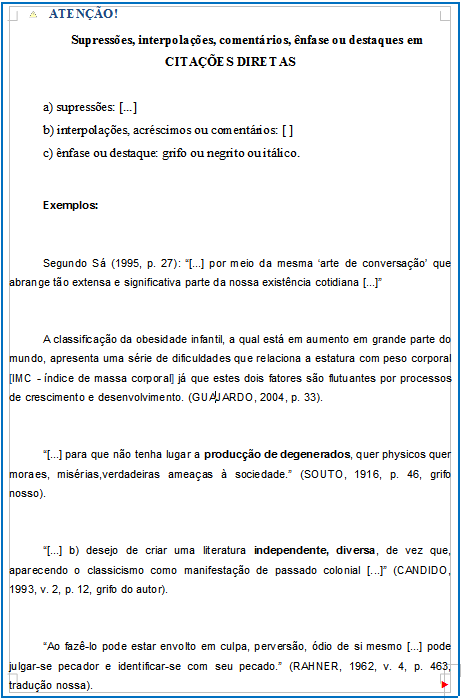 ATENÇÃO!
Supressões, interpolações, comentários, ênfase ou destaques em
CITAÇÕES DIRETAS
a) supressões: [...]
b) interpolações, acréscimos ou comentários: [ ]
c) ênfase ou destaque: grifo ou negrito ou itálico.
Exemplos:
Segundo Sá (1995, p. 27): “[...] por meio da mesma ‘arte de conversação’ que
abrange tão extensa e significativa parte da nossa existência cotidiana [...]”
A classificação da obesidade infantil, a qual está em aumento em grande parte do
mundo, apresenta uma série de dificuldades que relaciona a estatura com peso corporal
[IMC - índice de massa corporal] já que estes dois fatores são flutuantes por processos
de crescimento e desenvolvimento. (GUAJARDO, 2004, p. 33).
“[...] para que não tenha lugar a producção de degenerados, quer physicos quer
moraes, misérias,verdadeiras ameaças à sociedade.” (SOUTO, 1916, p. 46, grifo
nosso).
“[...] b) desejo de criar uma literatura independente, diversa, de vez que,
aparecendo o classicismo como manifestação de passado colonial [...]” (CANDIDO,
1993, v. 2, p. 12, grifo do autor).
“Ao fazê-lo pode estar envolto em culpa, perversão, ódio de si mesmo [...] pode
julgar-se pecador e identificar-se com seu pecado.” (RAHNER, 1962, v. 4, p. 463,
tradução nossa).